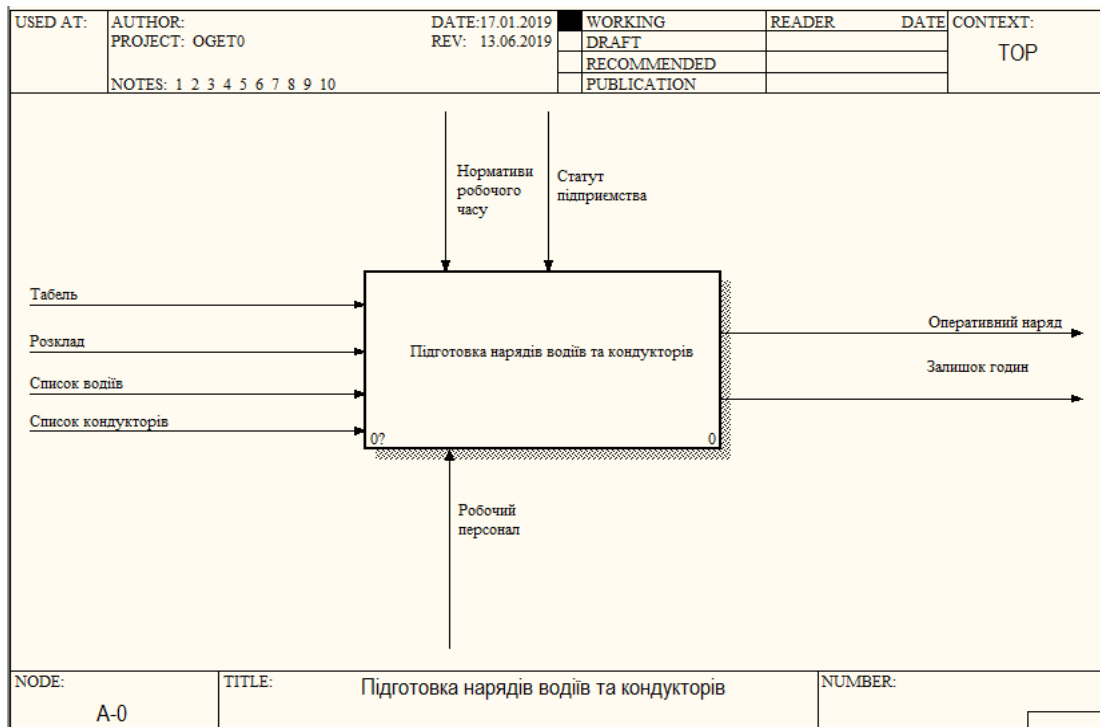 USED AT:
AUTHOR:
DATE:17.01.2019
WORKING
READER
DATE
CONTEXT:
PROJECT: OGET0
REV: 13.06.2019
DRAFT
TOP
RECOMMENDED
NOTES: 1 2 3 4 5 6 7 8 9 10
PUBLICATION
Нормативи
робочого
часу
Статут
підприємства
Табель
Розклад
Список водіїв
Список кондукторів
Підготовка нарядів водіїв та кондукторів
0?
0
Оперативний наряд
Залишок годин
Робочий
персонал
NODE:
A-0
TITLE:
Підготовка нарядів водіїв та кондукторів
NUMBER: